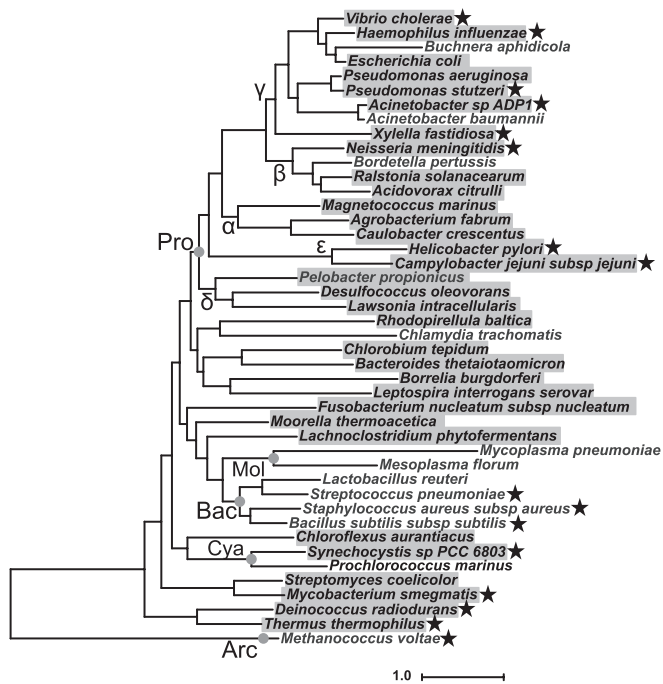 Vibrio cholerae ★
Haemophilus influenzae ★
Buchnera aphidicola
Escherichia coli
γ
Pseudomonas aeruginosa
Pseudomonas stutzeri ★
Acinetobacter sp ADP1 ★
Acinetobacter baumannii
Xylella fastidiosa ★
Neisseria meningitidis ★
Bordetella pertussis
β
Ralstonia solanacearum
Acidovorax citrulli
Magnetococcus marinus
Agrobacterium fabrum
α
Caulobacter crescentus
Pro
ε
Helicobacter pylori ★
Campylobacter jejuni subsp jejuni ★
Pelobacter propionicus
Desulfococcus oleovorans
δ
Lawsonia intracellularis
Rhodopirellula baltica
Chlamydia trachomatis
Chlorobium tepidum
Bacteroides thetaiotaomicron
Borrelia burgdorferi
Leptospira interrogans serovar
Fusobacterium nucleatum subsp nucleatum
Moorella thermoacetica
Lachnoclostridium phytofermentans
Mycoplasma pneumoniae
Mol
Mesoplasma florum
Lactobacillus reuteri
Streptococcus pneumoniae ★
Bac
Staphylococcus aureus subsp aureus ★
Bacillus subtilis subsp subtilis ★
Chloroflexus aurantiacus
Cya
Synechocystis sp PCC 6803 ★
Prochlorococcus marinus
Streptomyces coelicolor
Mycobacterium smegmatis ★
Deinococcus radiodurans ★
Thermus thermophilus ★
Arc
Methanococcus voltae ★
1.0